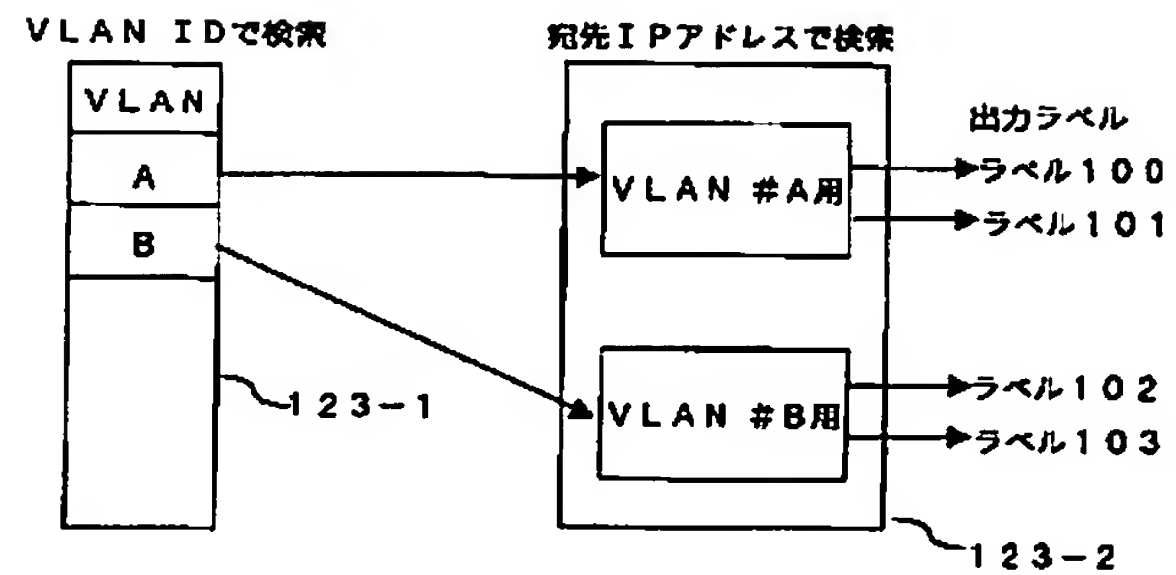 VLAN IDで検索
VLAN
A
B
123-1
宛先IPアドレスで検索
VLAN #A用
VLAN #B用
出力ラベル
ラベル100
ラベル101
ラベル102
ラベル103
123-2